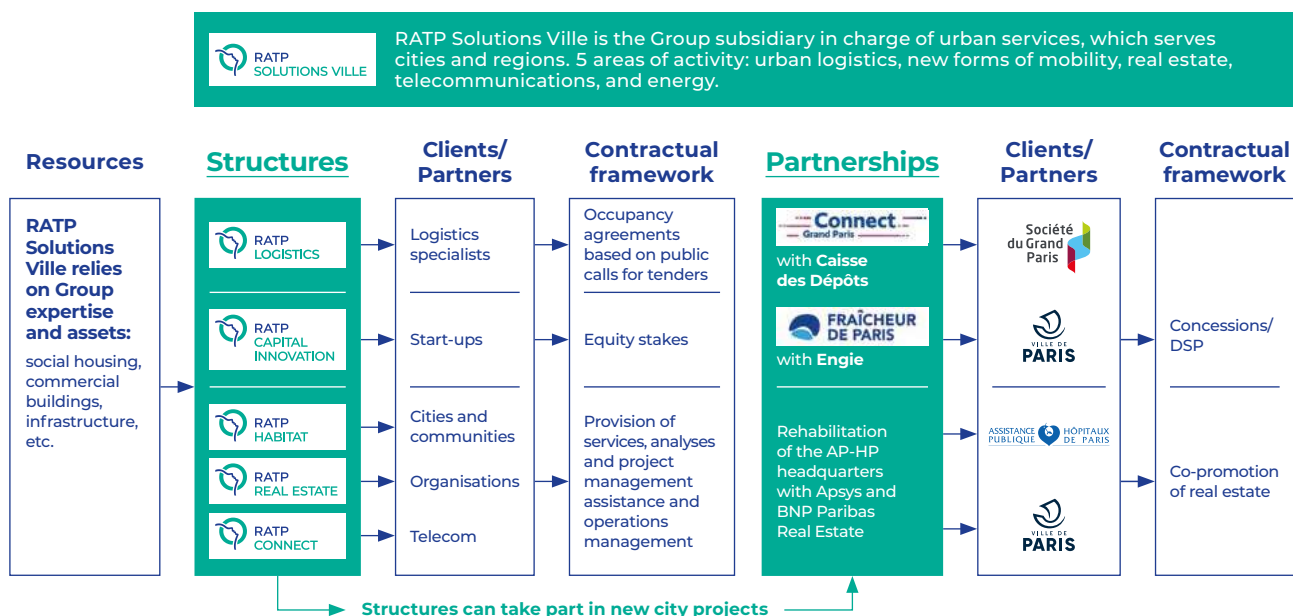 RATP
SOLUTIONS VILLE
RATP Solutions Ville is the Group subsidiary in charge of urban services, which serves
cities and regions. 5 areas of activity: urban logistics, new forms of mobility, real estate,
telecommunications, and energy.
Resources
RATP
Solutions
Ville relies
on Group
expertise
and assets:
social housing,
commercial
buildings,
infrastructure,
etc.
Structures
RATP
LOGISTICS
RATP
CAPITAL
INNOVATION
RATP
HABITAT
RATP
REAL ESTATE
RATP
CONNECT
Clients/
Partners
Logistics
specialists
Start-ups
Cities and
communities
Organisations
Telecom
Contractual
framework
Occupancy
agreements
based on public
calls for tenders
Equity stakes
Provision of
services, analyses
and project
management
assistance and
operations
management
Partnerships
Connect
Grand Paris
with Caisse
des Dépôts
FRAÎCHEUR
DE PARIS
with Engie
Rehabilitation
of the AP-HP
headquarters
with Apsys and
BNP Paribas
Real Estate
Clients/
Partners
Société
du Grand
Paris
VILLE DE
PARIS
ASSISTANCE HÔPITAUX
PUBLIQUE DE PARIS
VILLE DE
PARIS
Contractual
framework
Concessions/
DSP
Co-promotion
of real estate
Structures can take part in new city projects